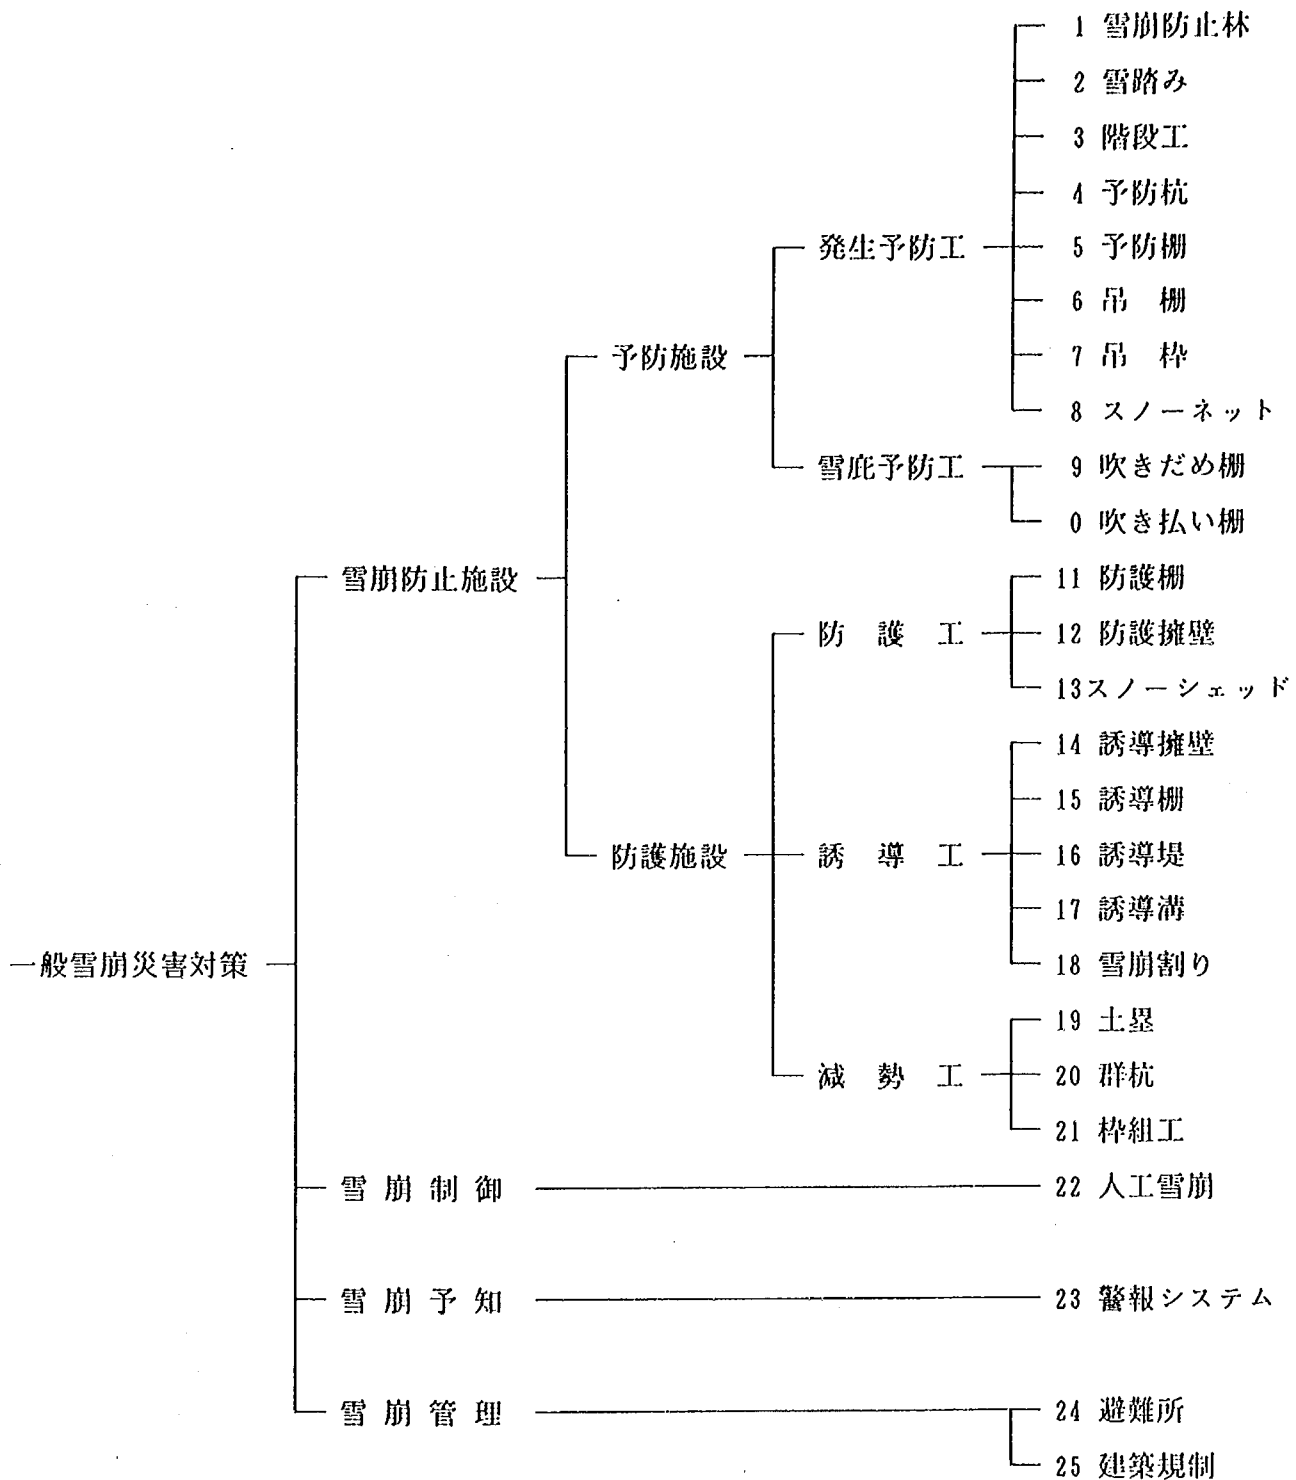 1 雪崩防止林
2 雪踏み
3 階段工
4 予防杭
発生予防工
5 予防棚
6 吊 棚
予防施設
7 吊 枠
8 スノーネット
雪庇予防工
9 吹きだめ棚
0 吹き払い棚
雪崩防止施設
11 防護棚
防 護 工
12 防護擁壁
13スノーシェッド
14 誘導擁壁
15 誘導棚
防護施設
誘 導 工
16 誘導堤
17 誘導溝
一般雪崩災害対策
18 雪崩割り
19 土塁
減 勢 工
20 群杭
21 枠組工
雪 崩 制 御
22 人工雪崩
雪 崩 予 知
23 警報システム
雪 崩 管 理
24 避難所
25 建築規制